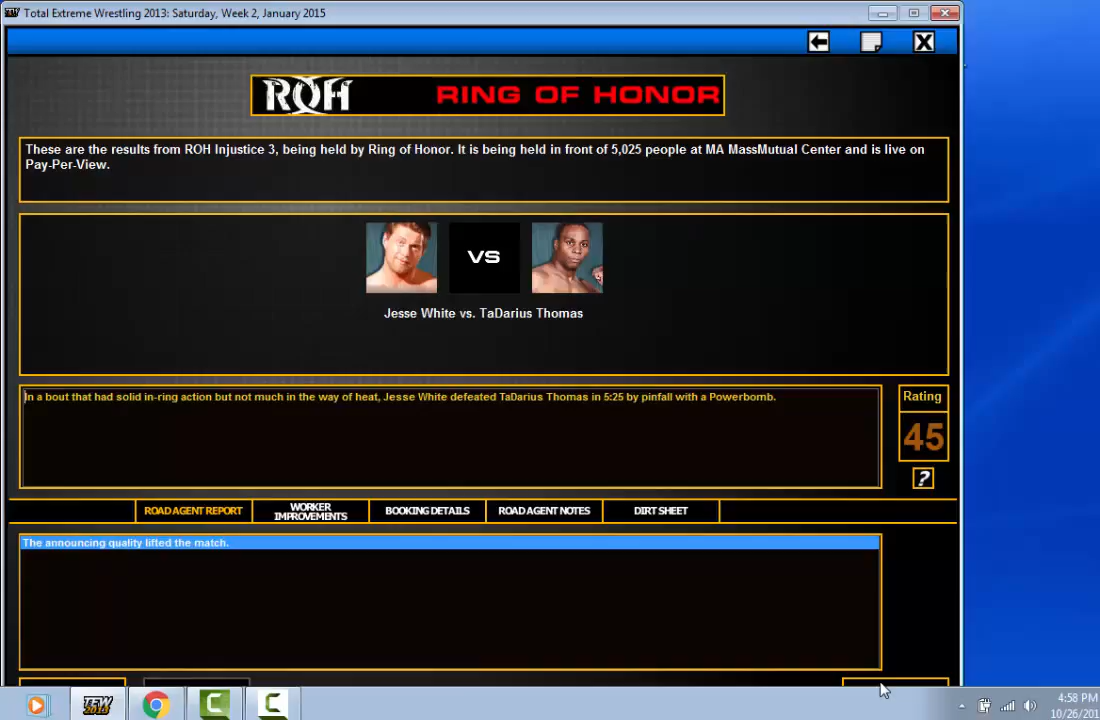 Total Extreme Wrestling 2013: Saturday, Week 2, January 2015
ROH RING OF HONOR
These are the results from ROH Injustice 3, being held by Ring of Honor. It is being held in front of 5,025 people at MA MassMutual Center and is live on
Pay-Per-View.
VS
Jesse White vs. TaDarius Thomas
In a bout that had solid in-ring action but not much in the way of heat, Jesse White defeated TaDarius Thomas in 5:25 by pinfall with a Powerbomb.
Rating
45
?
ROAD AGENT REPORT
WORKER
IMPROVEMENTS
BOOKING DETAILS
ROAD AGENT NOTES
DIRT SHEET
The announcing quality lifted the match.
TEW
2013
4:58 PM
10/26/201